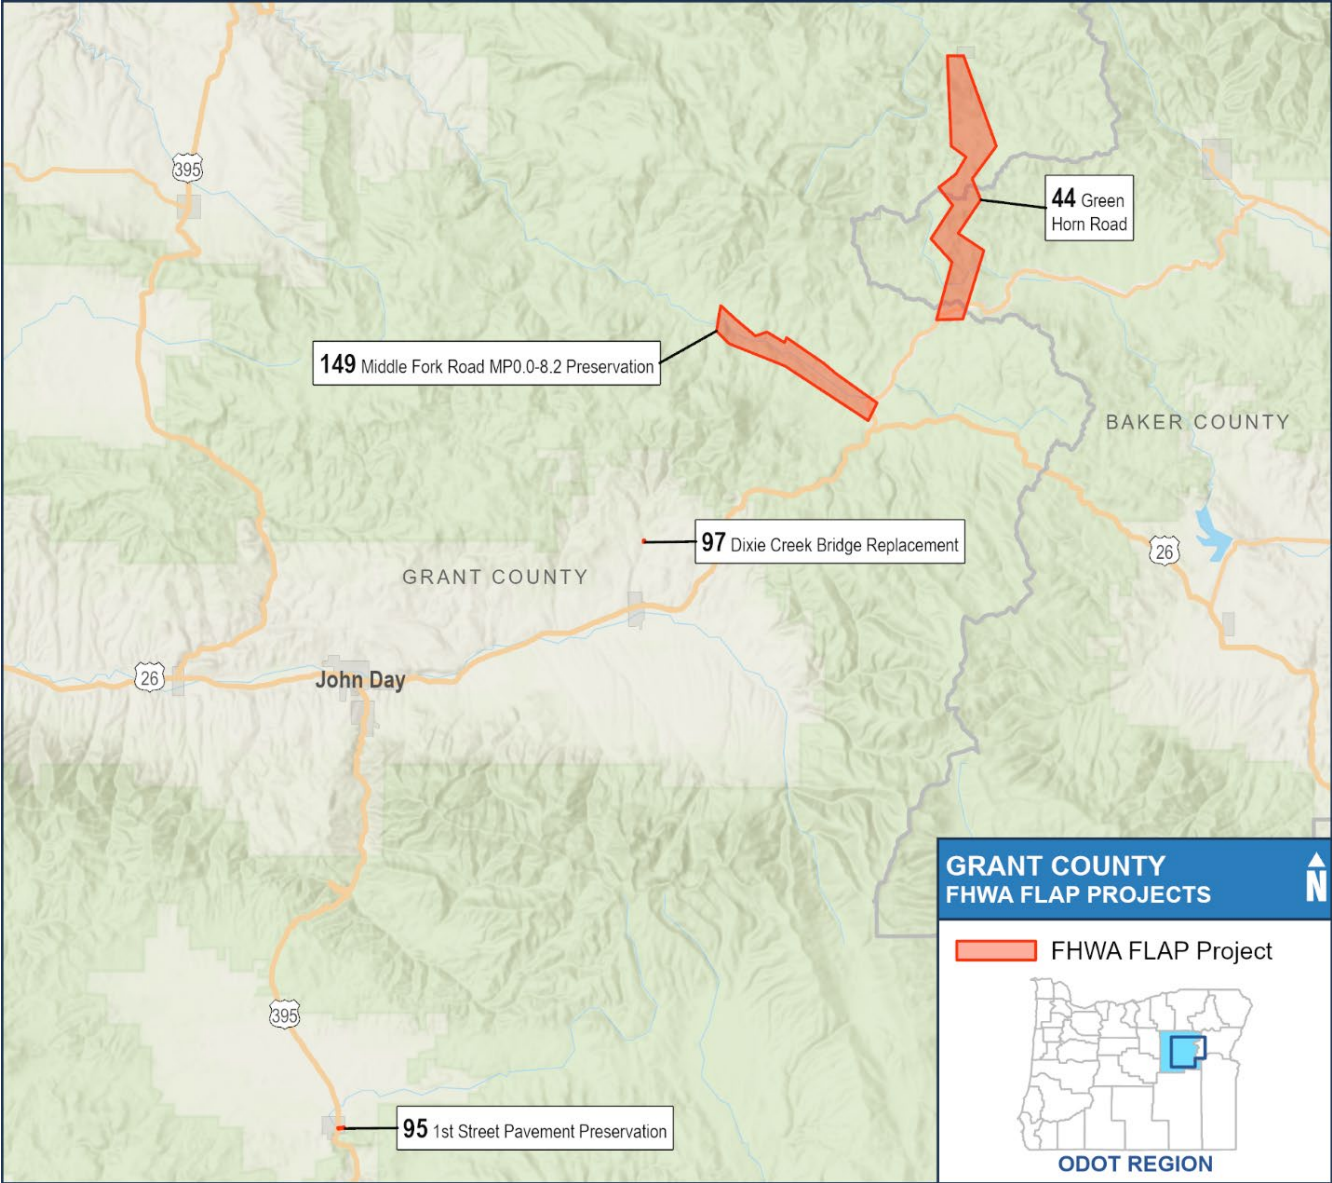 395
44 Green
Horn Road
149 Middle Fork Road MP0.0-8.2 Preservation
BAKER COUNTY
97 Dixie Creek Bridge Replacement
26
GRANT COUNTY
26
John Day
395
95 1st Street Pavement Preservation
GRANT COUNTY
FHWA FLAP PROJECTS
N
FHWA FLAP Project
ODOT REGION